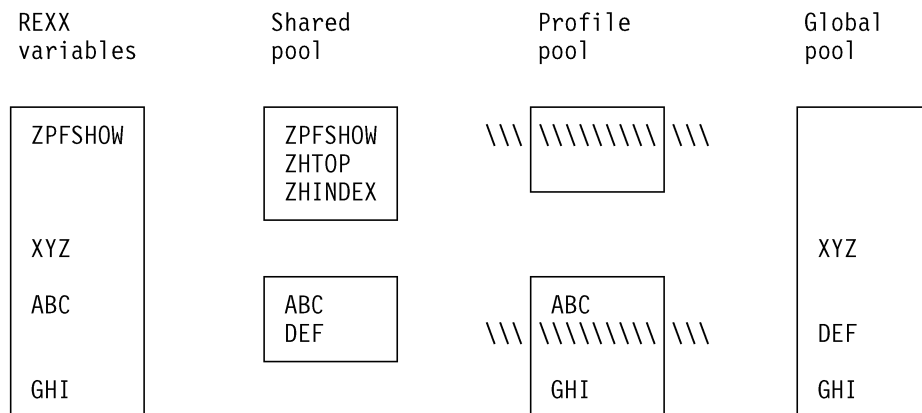 REXX variables
Shared pool
Profile pool
Global pool
ZPFSHOW ZPFSHOW \\\ \\\\\\\\\ \\\
ZHTOP
ZHINDEX
XYZ XYZ
ABC ABC ABC
DEF \\\ \\\\\\\\\ \\\ DEF
GHI GHI GHI